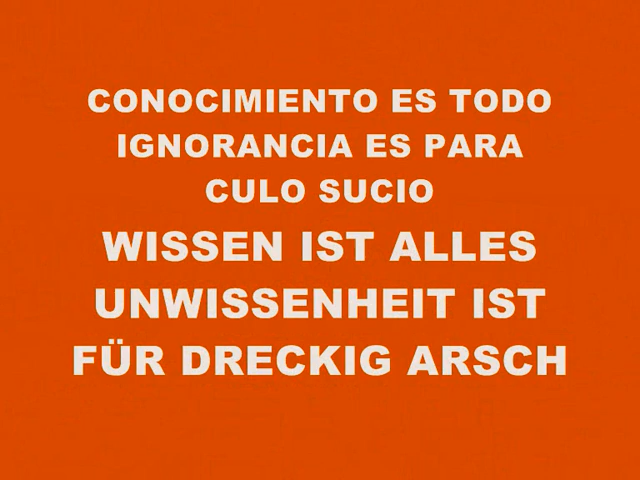 CONOCIMIENTO ES TODO
IGNORANCIA ES PARA
CULO SUCIO
WISSEN IST ALLES
UNWISSENHEIT IST
FÜR DRECKIG ARSCH